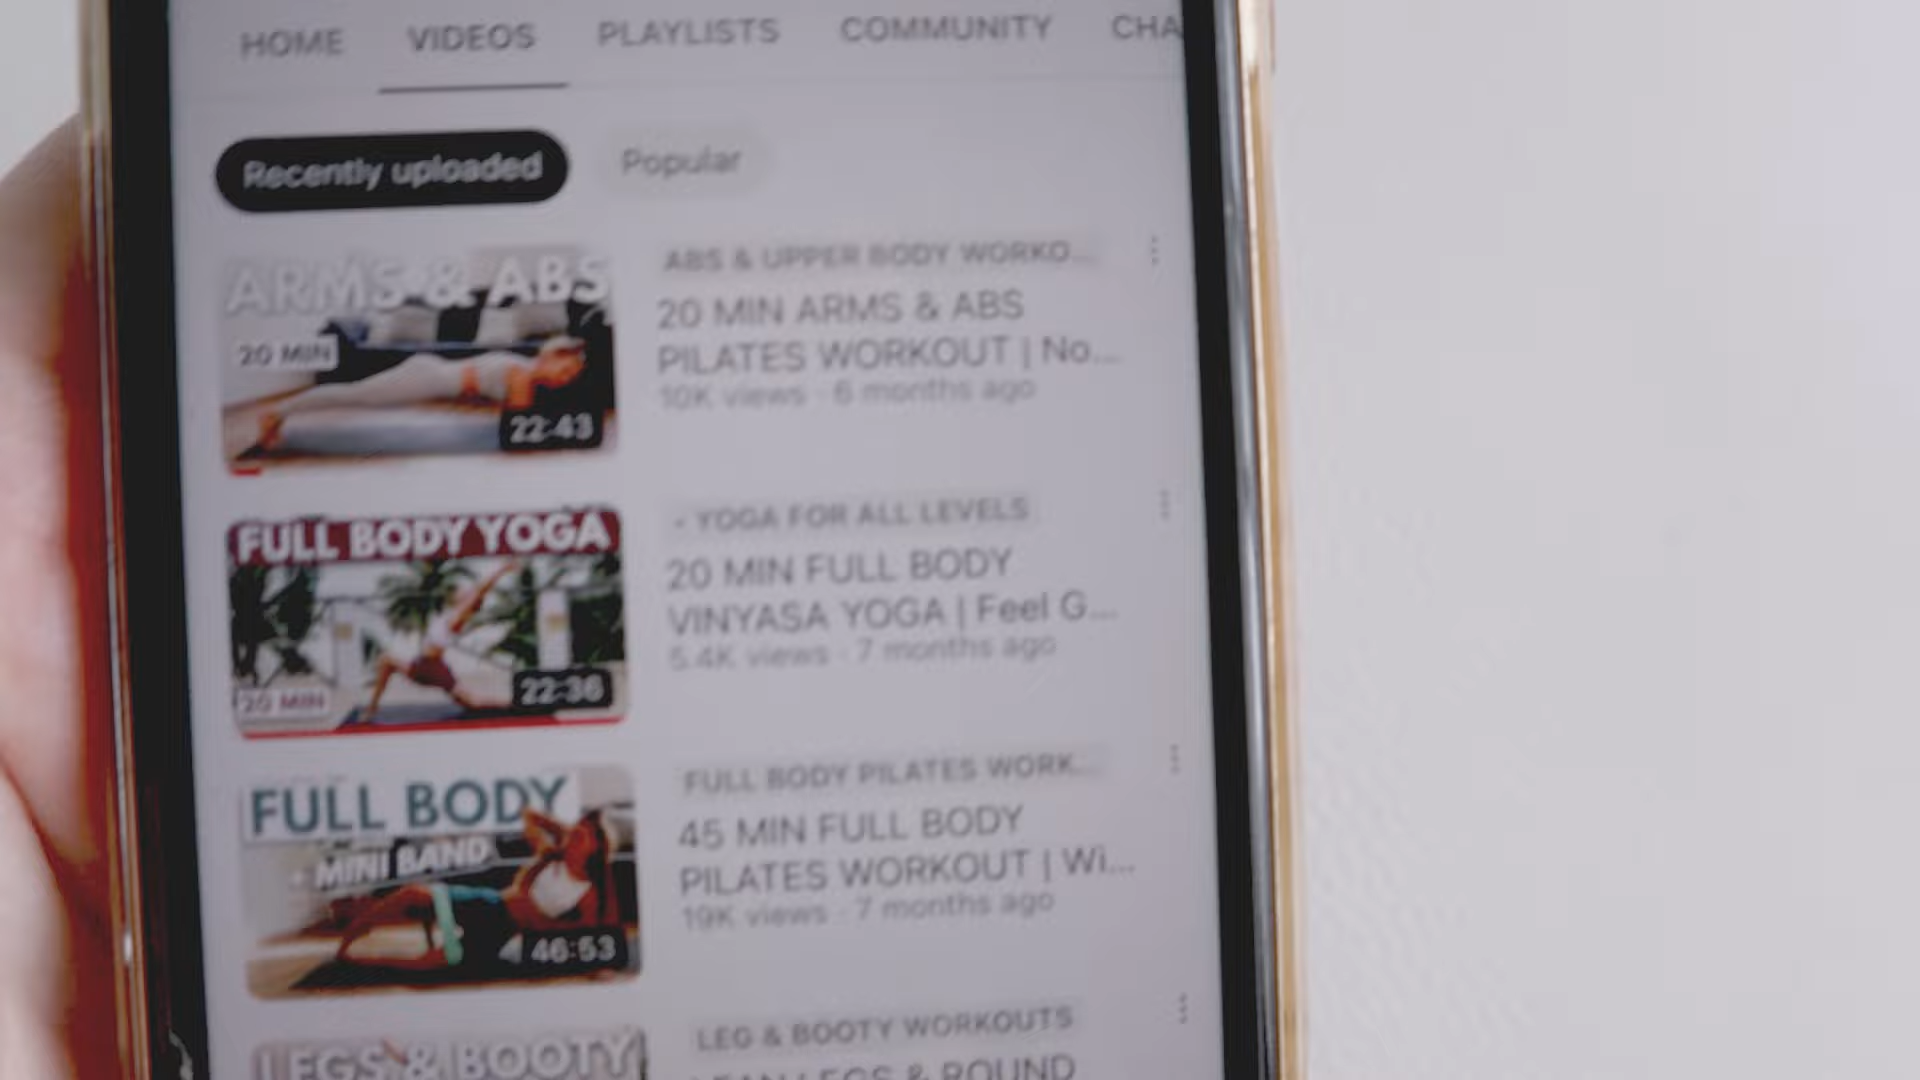 HOME VIDEOS PLAYLISTS COMMUNITY CHA
Recently uploaded Popular
ARMS & ABS
20 MIN
22:43
ABS & UPPER BODY WORKO...
20 MIN ARMS & ABS
PILATES WORKOUT | No...
10K views · 6 months ago
FULL BODY YOGA
20 MIN
22:36
- YOGA FOR ALL LEVELS
20 MIN FULL BODY
VINYASA YOGA | Feel G...
5.4K views · 7 months ago
FULL BODY
+ MINI BAND
46:53
FULL BODY PILATES WORK...
45 MIN FULL BODY
PILATES WORKOUT | Wi...
19K views · 7 months ago
LEGS & BOOTY
LEG & BOOTY WORKOUTS
LEAN LEGS & ROUND